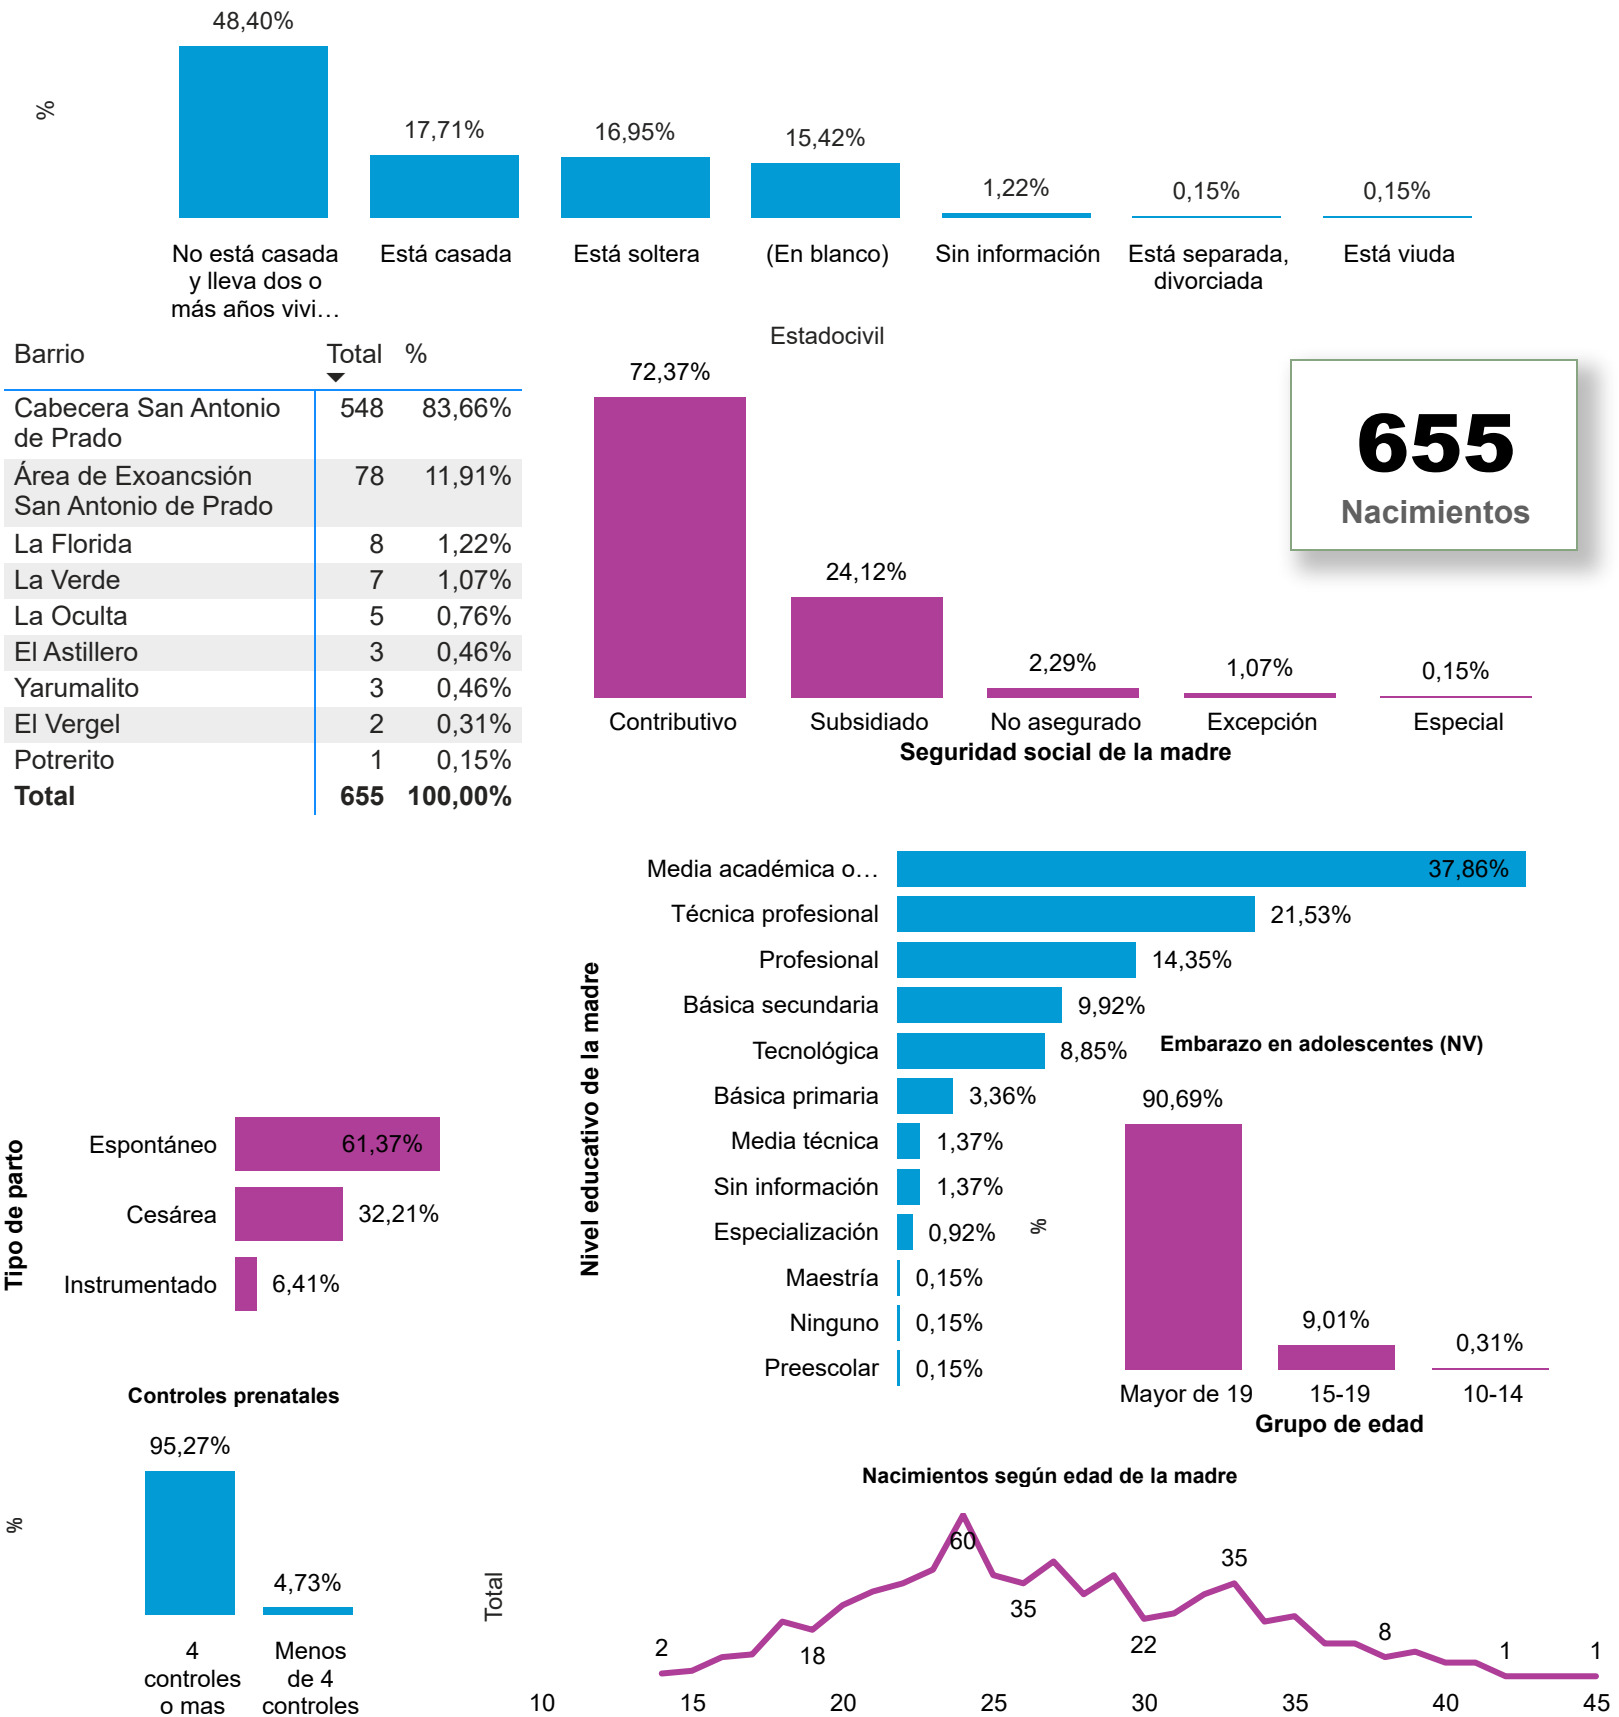 48,40%
17,71%
16,95%
15,42%
1,22%
0,15%
0,15%
%
No está casada
y lleva dos o
más años vivi…
Está casada
Está soltera
(En blanco)
Sin información
Está separada,
divorciada
Está viuda
Estadocivil
Barrio Total %
Cabecera San Antonio
de Prado 548 83,66%
Área de Exoancsión
San Antonio de Prado 78 11,91%
La Florida 8 1,22%
La Verde 7 1,07%
La Oculta 5 0,76%
El Astillero 3 0,46%
Yarumalito 3 0,46%
El Vergel 2 0,31%
Potrerito 1 0,15%
Total 655 100,00%
72,37%
24,12%
2,29%
1,07%
0,15%
Contributivo
Subsidiado
No asegurado
Excepción
Especial
Seguridad social de la madre
655
Nacimientos
Nivel educativo de la madre
Media académica o… 37,86%
Técnica profesional 21,53%
Profesional 14,35%
Básica secundaria 9,92%
Tecnológica 8,85%
Básica primaria 3,36%
Media técnica 1,37%
Sin información 1,37%
Especialización 0,92%
Maestría 0,15%
Ninguno 0,15%
Preescolar 0,15%
Embarazo en adolescentes (NV)
%
90,69%
9,01%
0,31%
Mayor de 19
15-19
10-14
Grupo de edad
Tipo de parto
Espontáneo 61,37%
Cesárea 32,21%
Instrumentado 6,41%
Controles prenatales
%
95,27%
4,73%
4
controles
o mas
Menos
de 4
controles
Nacimientos según edad de la madre
Total
2
18
60
35
22
35
8
1
1
10 15 20 25 30 35 40 45